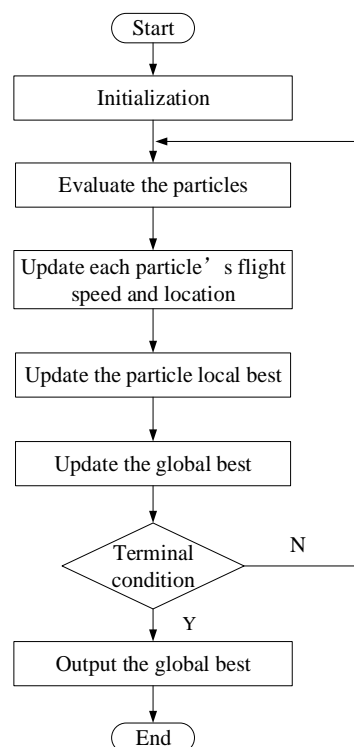 Start
Initialization
Evaluate the particles
Update each particle’s flight
speed and location
Update the particle local best
Update the global best
Terminal
condition
N
Y
Output the global best
End